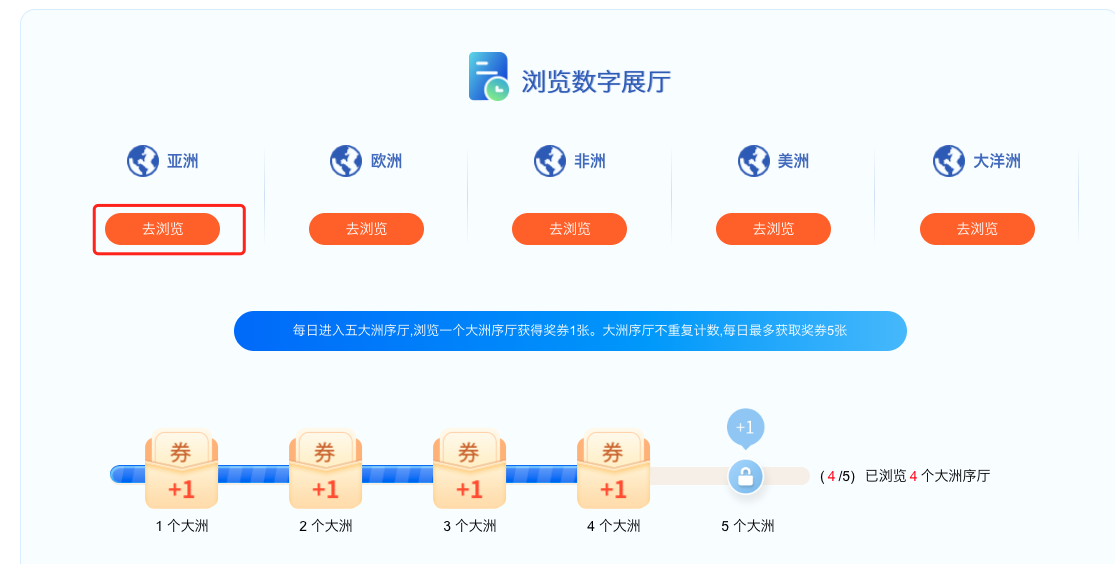 浏览数字展厅
亚洲 欧洲 非洲 美洲 大洋洲
去浏览 去浏览 去浏览 去浏览 去浏览
每日进入五大洲序厅,浏览一个大洲序厅获得奖券1张。大洲序厅不重复计数,每日最多获取奖券5张
+1
券 券 券 券
+1 +1 +1 +1
(4/5) 已浏览 4 个大洲序厅
1 个大洲 2 个大洲 3 个大洲 4 个大洲 5 个大洲